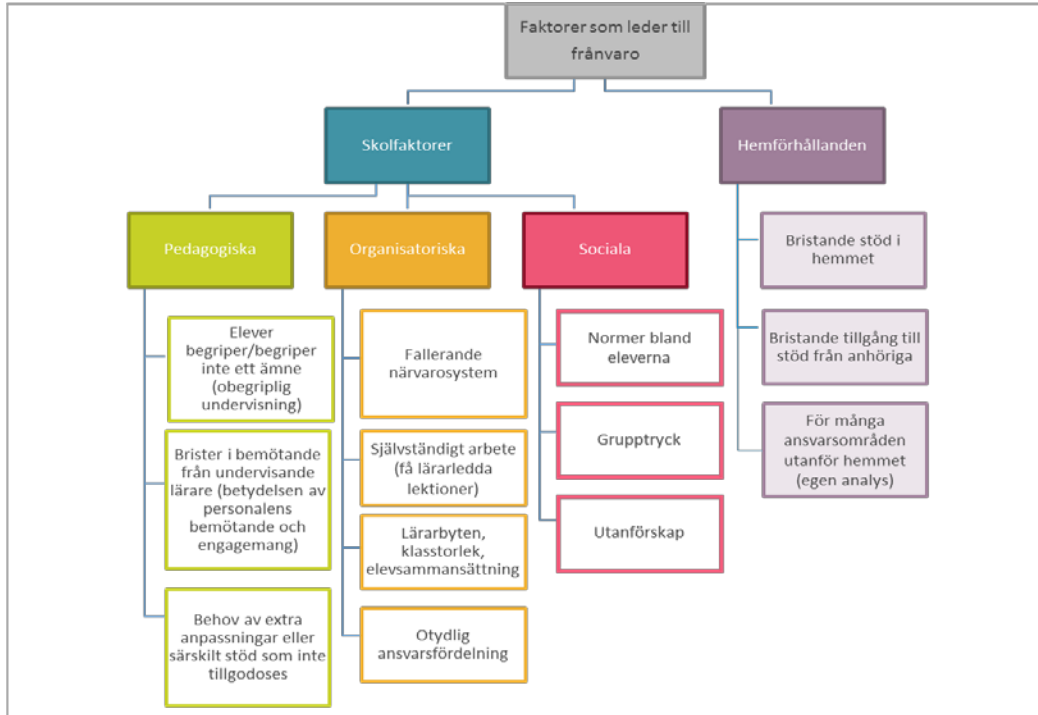 Faktorer som leder till
frånvaro
Skolfaktorer
Hemförhållanden
Pedagogiska
Organisatoriska
Sociala
Elever
begriper/begriper
inte ett ämne
(obegriplig
undervisning)
Brister i bemötande
från undervisande
lärare (betydelsen av
personalens
bemötande och
engagemang)
Behov av extra
anpassningar eller
särskilt stöd som inte
tillgodoses
Fallerande
närvarosystem
Självständigt arbete
(få lärarledda
lektioner)
Lärarbyten,
klasstorlek,
elevsammansättning
Otydlig
ansvarsfördelning
Normer bland
eleverna
Grupptryck
Utanförskap
Bristande stöd i
hemmet
Bristande tillgång till
stöd från anhöriga
För många
ansvarsområden
utanför hemmet
(egen analys)